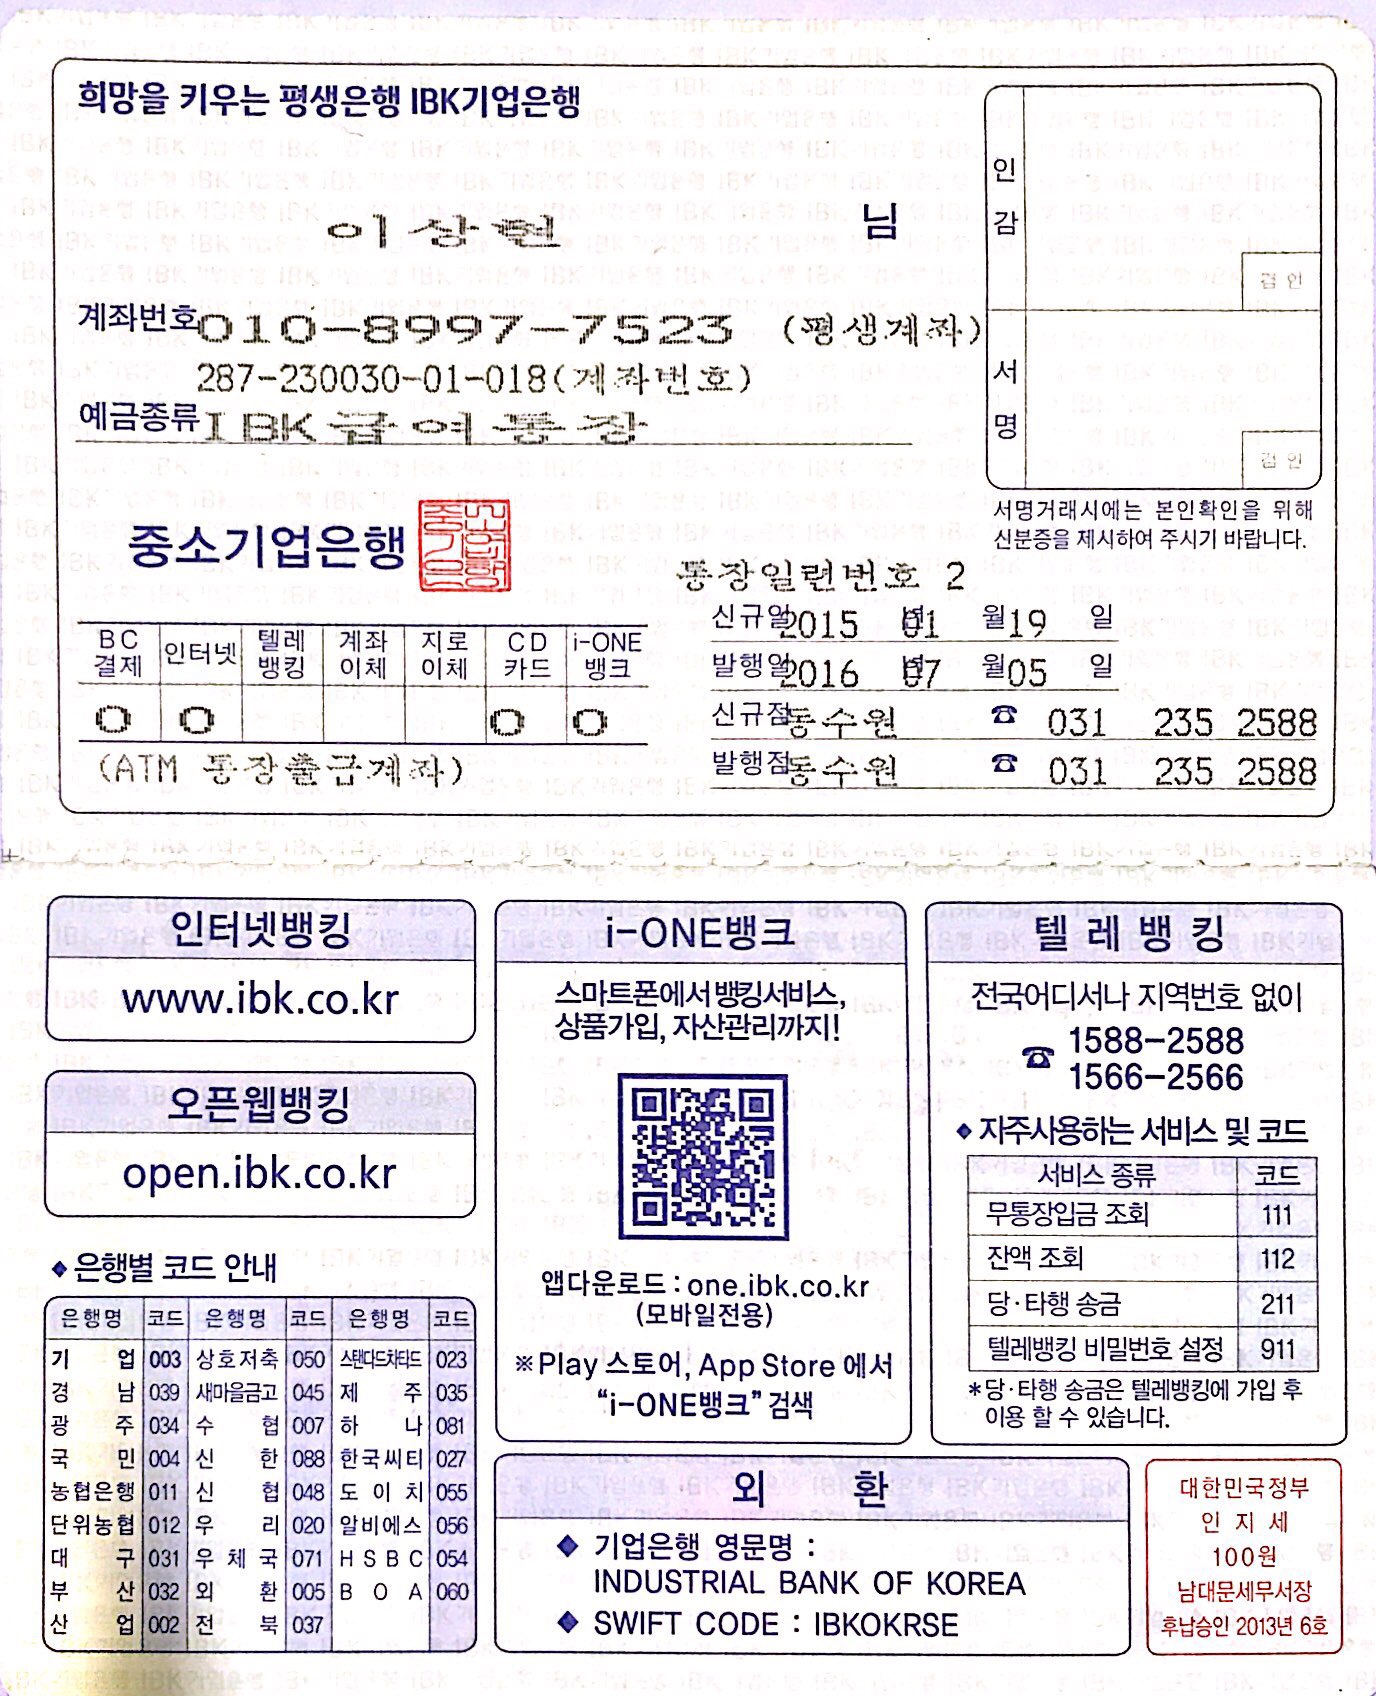 희망을 키우는 평생은행 IBK기업은행
이상현 님
계좌번호 010-8997-7523 (평생계좌)
287-230030-01-018(계좌번호)
예금종류 IBK급여통장
중소기업은행
인감
검인
서명
검인
서명거래시에는 본인확인을 위해
신분증을 제시하여 주시기 바랍니다.
통장일련번호 2
신규일 2015 년 01 월 19 일
발행일 2016 년 07 월 05 일
신규점 동수원 ☎ 031 235 2588
발행점 동수원 ☎ 031 235 2588
BC결제 인터넷 텔레뱅킹 계좌이체 지로이체 CD카드 i-ONE뱅크
O O O O
(ATM 통장출금계좌)
인터넷뱅킹
www.ibk.co.kr
오픈웹뱅킹
open.ibk.co.kr
◆ 은행별 코드 안내
은행명 코드 은행명 코드 은행명 코드
기업 003 상호저축 050 스탠다드차타드 023
경남 039 새마을금고 045 제주 035
광주 034 수협 007 하나 081
국민 004 신한 088 한국씨티 027
농협은행 011 신협 048 도이치 055
단위농협 012 우리 020 알비에스 056
대구 031 우체국 071 HSBC 054
부산 032 외환 005 BOA 060
산업 002 전북 037
i-ONE뱅크
스마트폰에서 뱅킹서비스,
상품가입, 자산관리까지!
앱다운로드 : one.ibk.co.kr
(모바일전용)
※Play 스토어, App Store 에서
"i-ONE뱅크" 검색
텔레뱅킹
전국어디서나 지역번호 없이
☎ 1588-2588
1566-2566
◆ 자주사용하는 서비스 및 코드
서비스 종류 코드
무통장입금 조회 111
잔액 조회 112
당·타행 송금 211
텔레뱅킹 비밀번호 설정 911
*당·타행 송금은 텔레뱅킹에 가입 후
이용 할 수 있습니다.
외 환
◆ 기업은행 영문명 :
INDUSTRIAL BANK OF KOREA
◆ SWIFT CODE : IBKOKRSE
대한민국정부
인 지 세
100원
남대문세무서장
후납승인 2013년 6호